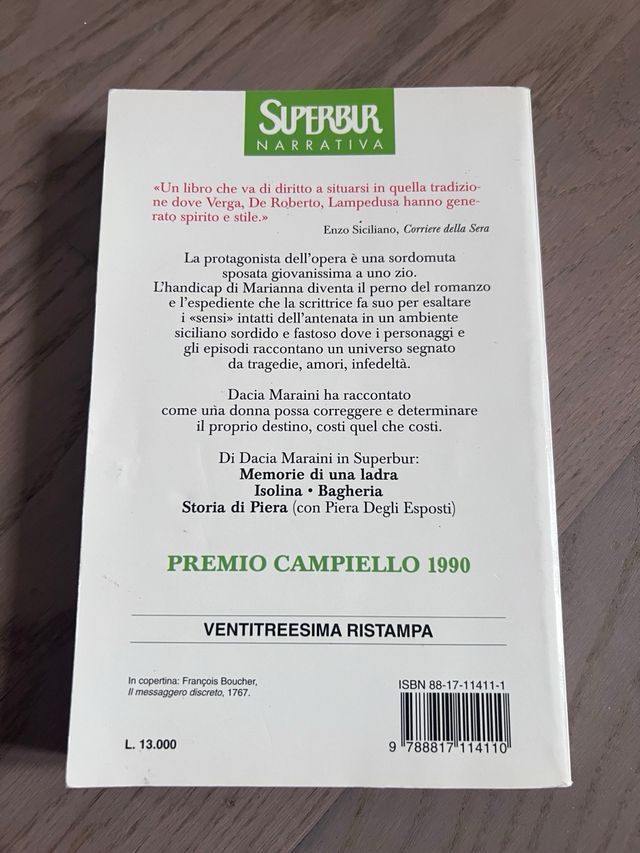 SUPERBUR
NARRATIVA
«Un libro che va di diritto a situarsi in quella tradizio-
ne dove Verga, De Roberto, Lampedusa hanno gene-
rato spirito e stile.»
Enzo Siciliano, Corriere della Sera
La protagonista dell'opera è una sordomuta
sposata giovanissima a uno zio.
L'handicap di Marianna diventa il perno del romanzo
e l'espediente che la scrittrice fa suo per esaltare
i «sensi» intatti dell'antenata in un ambiente
siciliano sordido e fastoso dove i personaggi e
gli episodi raccontano un universo segnato
da tragedie, amori, infedeltà.
Dacia Maraini ha raccontato
come una donna possa correggere e determinare
il proprio destino, costi quel che costi.
Di Dacia Maraini in Superbur:
Memorie di una ladra
Isolina • Bagheria
Storia di Piera (con Piera Degli Esposti)
PREMIO CAMPIELLO 1990
VENTITREESIMA RISTAMPA
In copertina: François Boucher,
Il messaggero discreto, 1767.
L. 13.000
ISBN 88-17-11411-1
9 788817 114110